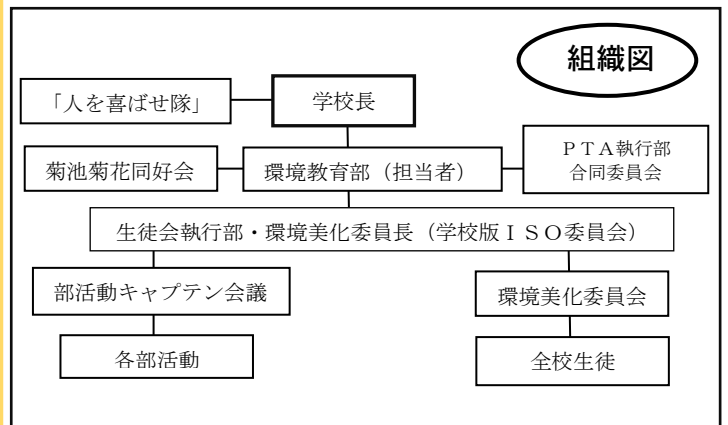 組織図
「人を喜ばせ隊」
学校長
菊池菊花同好会
環境教育部（担当者）
ＰＴＡ執行部
合同委員会
生徒会執行部・環境美化委員長（学校版ＩＳＯ委員会）
部活動キャプテン会議
環境美化委員会
各部活動
全校生徒